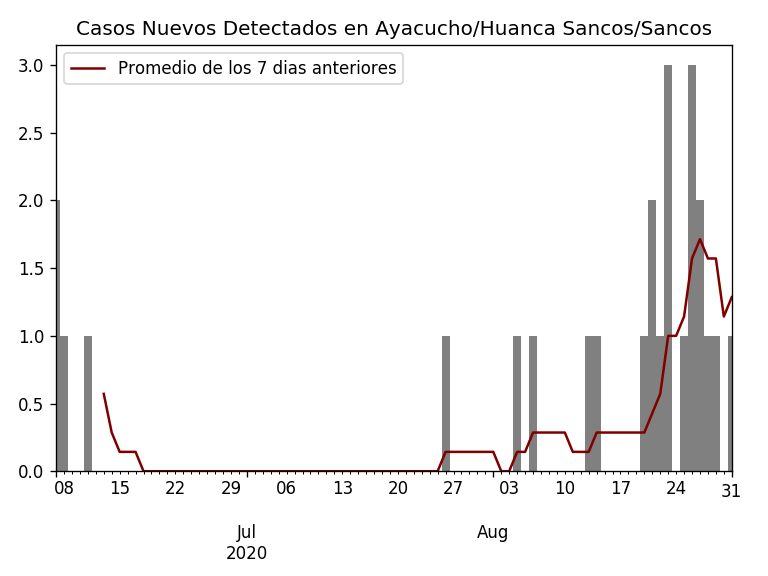 Casos Nuevos Detectados en Ayacucho/Huanca Sancos/Sancos
Promedio de los 7 dias anteriores
3.0
2.5
2.0
1.5
1.0
0.5
0.0
08 15 22 29 06 13 20 27 03 10 17 24 31
Jul Aug
2020